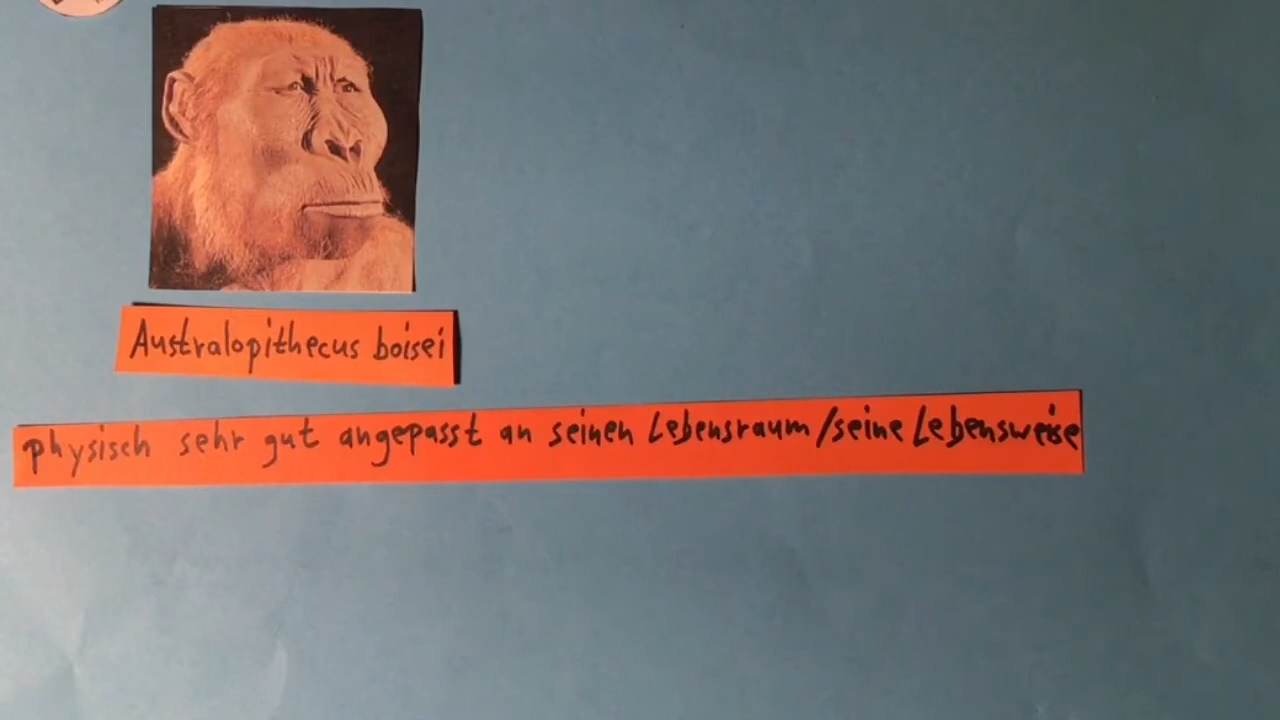 Australopithecus boisei
physisch sehr gut angepasst an seinen Lebensraum/seine Lebensweise